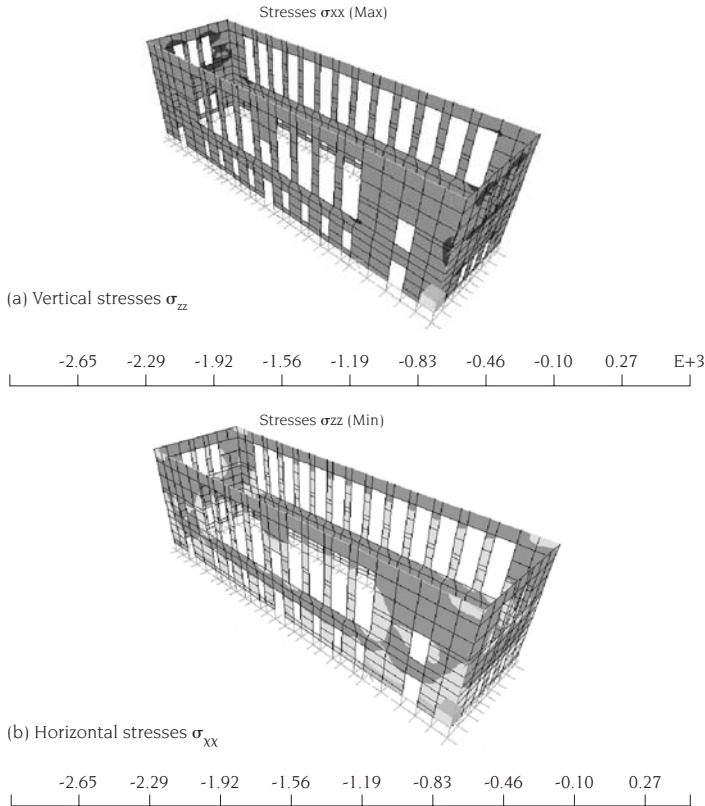 Stresses σxx (Max)
(a) Vertical stresses σzz
-2.65 -2.29 -1.92 -1.56 -1.19 -0.83 -0.46 -0.10 0.27 E+3
Stresses σzz (Min)
(b) Horizontal stresses σxx
-2.65 -2.29 -1.92 -1.56 -1.19 -0.83 -0.46 -0.10 0.27